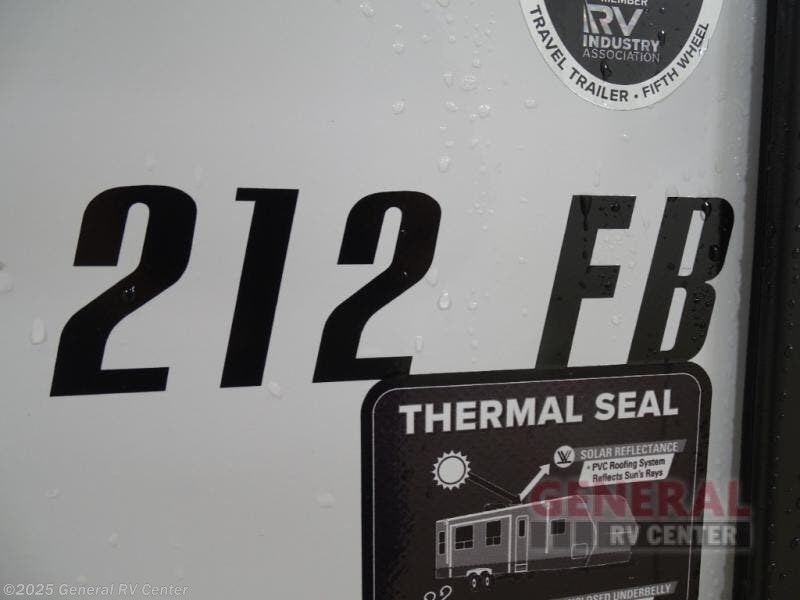 MEMBER
RV
INDUSTRY
ASSOCIATION
TRAVEL TRAILER • FIFTH WHEEL
212 FB
THERMAL SEAL
SOLAR REFLECTANCE
• PVC Roofing System
Reflects Sun's Rays
GENERAL
RV CENTER
UNDERBELLY
©2025 General RV Center